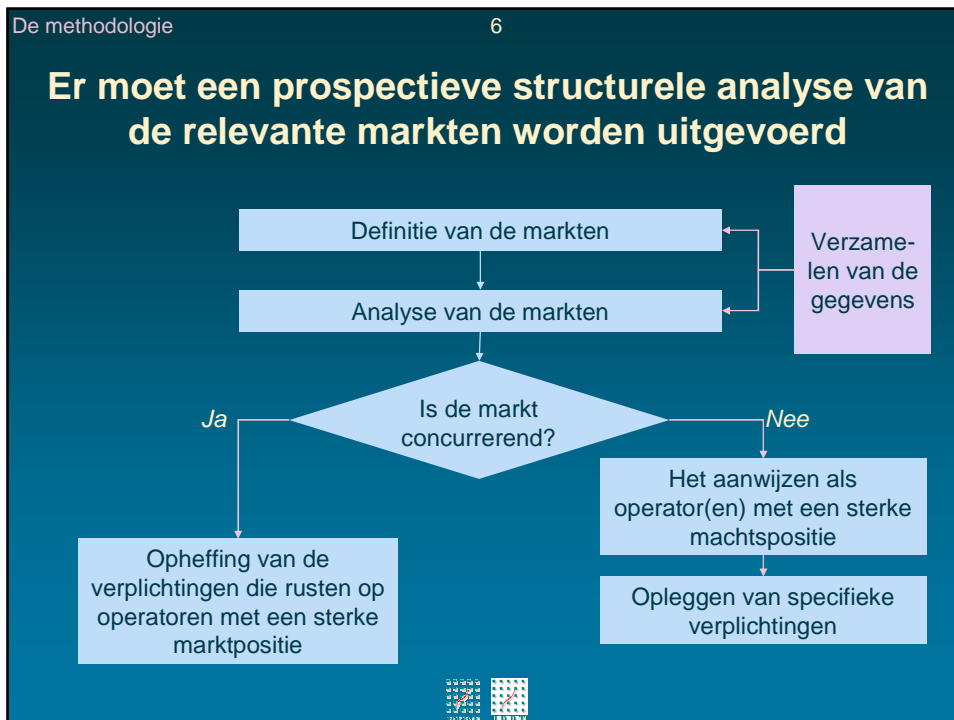 De methodologie
6
Er moet een prospectieve structurele analyse van
de relevante markten worden uitgevoerd
Definitie van de markten
Verzame-
len van de
gegevens
Analyse van de markten
Is de markt
concurrerend?
Ja
Nee
Het aanwijzen als
operator(en) met een sterke
machtspositie
Opheffing van de
verplichtingen die rusten op
operatoren met een sterke
marktpositie
Opleggen van specifieke
verplichtingen